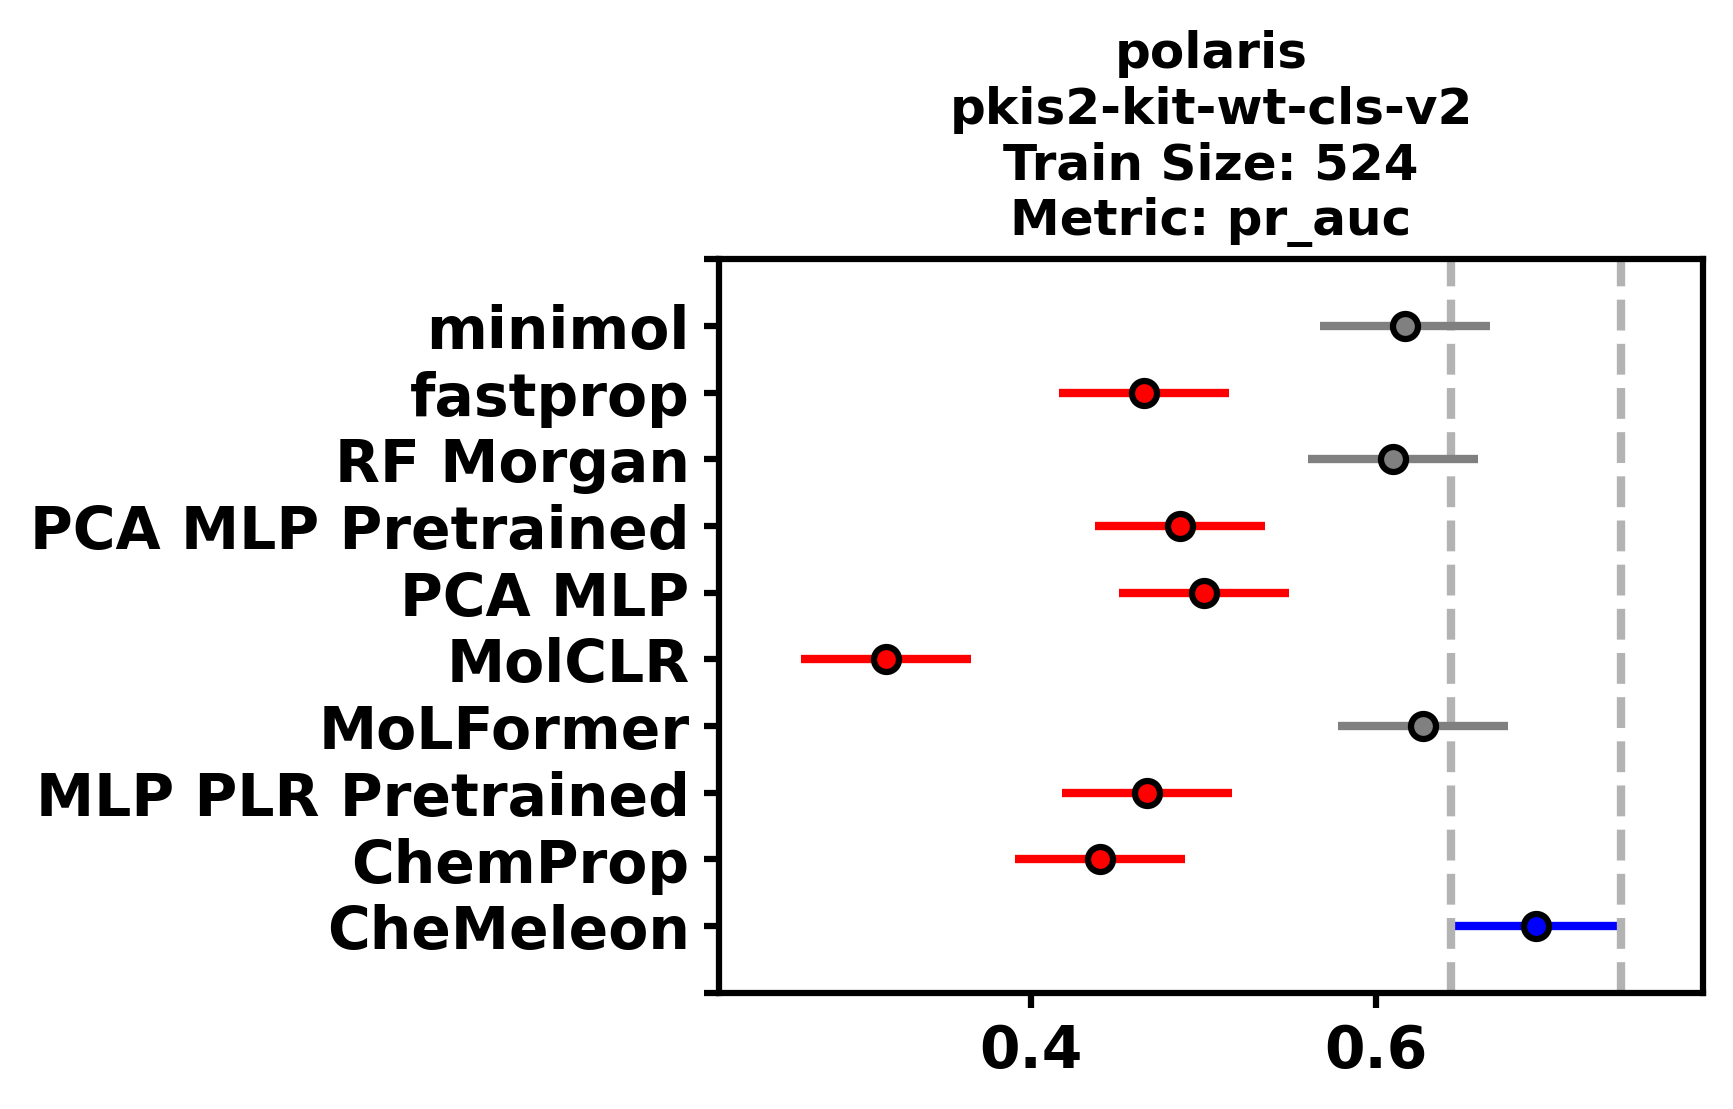 polaris
pkis2-kit-wt-cls-v2
Train Size: 524
Metric: pr_auc
minimol
fastprop
RF Morgan
PCA MLP Pretrained
PCA MLP
MolCLR
MoLFormer
MLP PLR Pretrained
ChemProp
CheMeleon
0.4 0.6